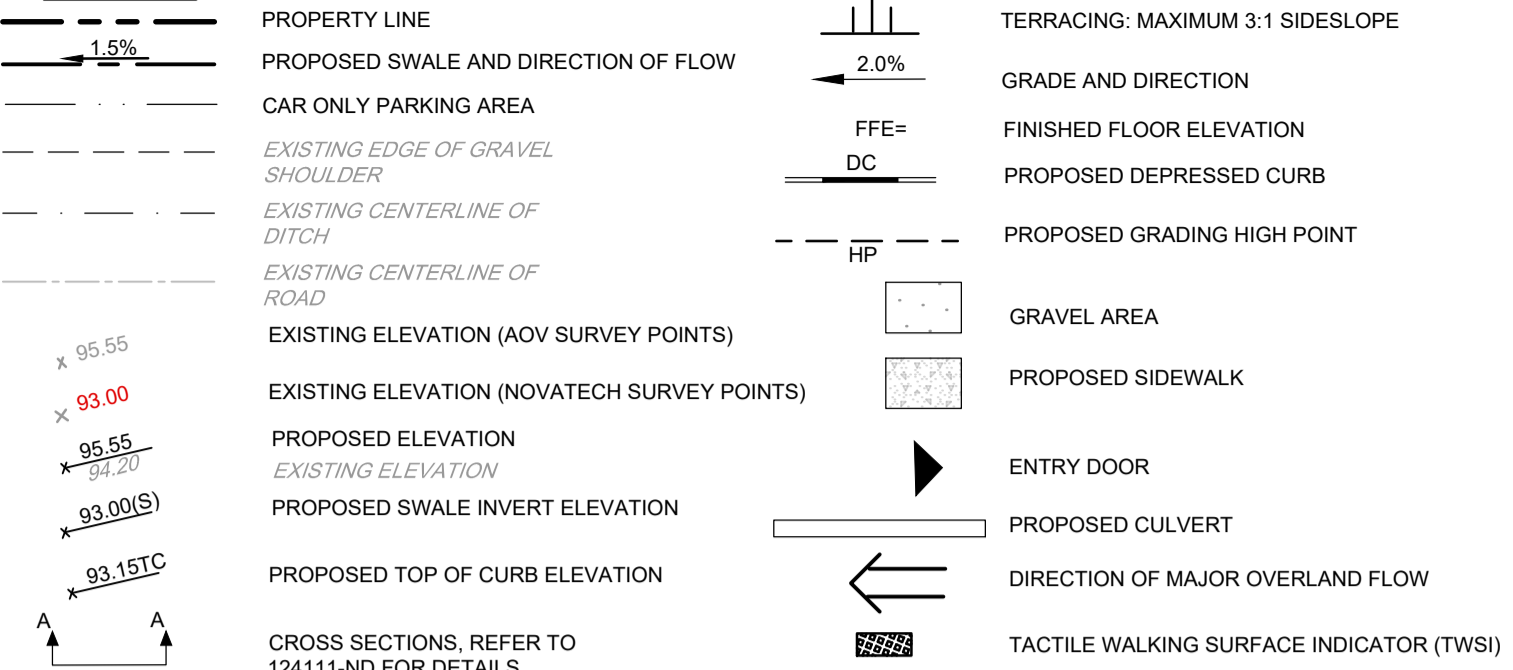 PROPERTY LINE
1.5%
PROPOSED SWALE AND DIRECTION OF FLOW
CAR ONLY PARKING AREA
EXISTING EDGE OF GRAVEL
SHOULDER
EXISTING CENTERLINE OF
DITCH
EXISTING CENTERLINE OF
ROAD
95.55
EXISTING ELEVATION (AOV SURVEY POINTS)
93.00
EXISTING ELEVATION (NOVATECH SURVEY POINTS)
95.55
PROPOSED ELEVATION
94.20
EXISTING ELEVATION
93.00(S)
PROPOSED SWALE INVERT ELEVATION
93.15TC
PROPOSED TOP OF CURB ELEVATION
A A
CROSS SECTIONS, REFER TO
124111-ND FOR DETAILS
TERRACING: MAXIMUM 3:1 SIDESLOPE
2.0%
GRADE AND DIRECTION
FFE=
FINISHED FLOOR ELEVATION
DC
PROPOSED DEPRESSED CURB
PROPOSED GRADING HIGH POINT
HP
GRAVEL AREA
PROPOSED SIDEWALK
ENTRY DOOR
PROPOSED CULVERT
DIRECTION OF MAJOR OVERLAND FLOW
TACTILE WALKING SURFACE INDICATOR (TWSI)